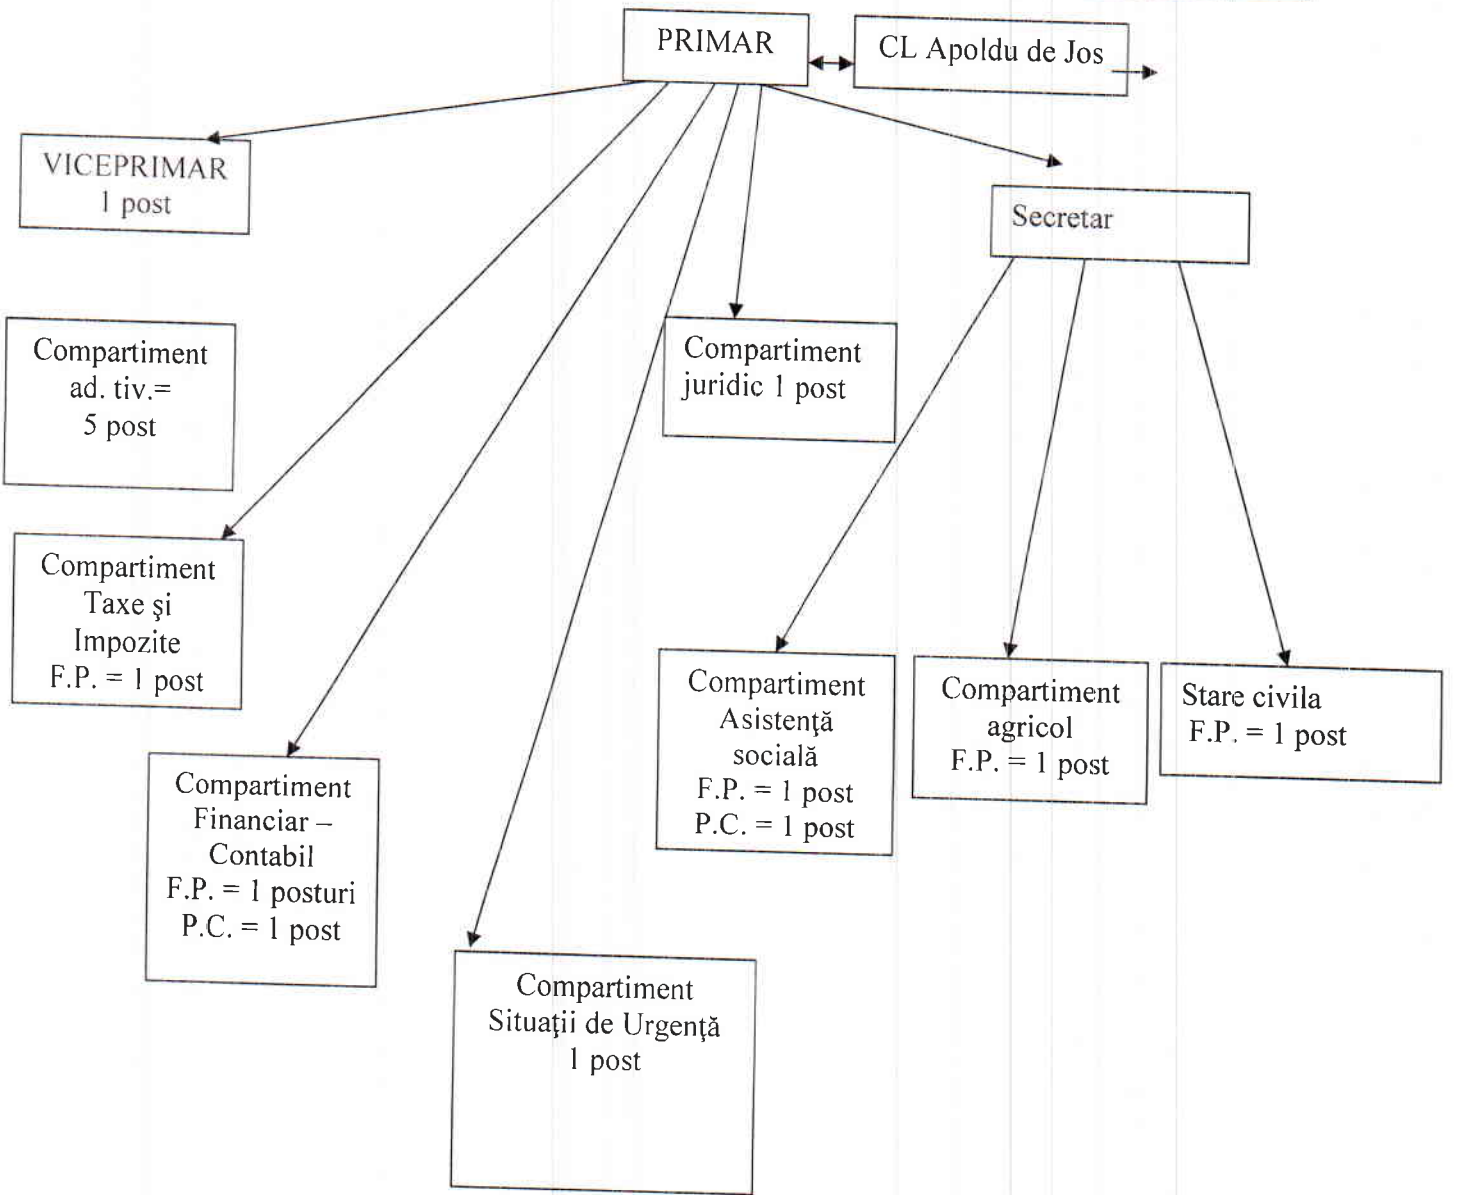 PRIMAR
CL Apoldu de Jos
VICEPRIMAR
1 post
Secretar
Compartiment
ad. tiv.=
5 post
Compartiment
juridic 1 post
Compartiment
Taxe şi
Impozite
F.P. = 1 post
Compartiment
Asistenţă
socială
F.P. = 1 post
P.C. = 1 post
Compartiment
agricol
F.P. = 1 post
Stare civila
F.P. = 1 post
Compartiment
Financiar –
Contabil
F.P. = 1 posturi
P.C. = 1 post
Compartiment
Situaţii de Urgenţă
1 post